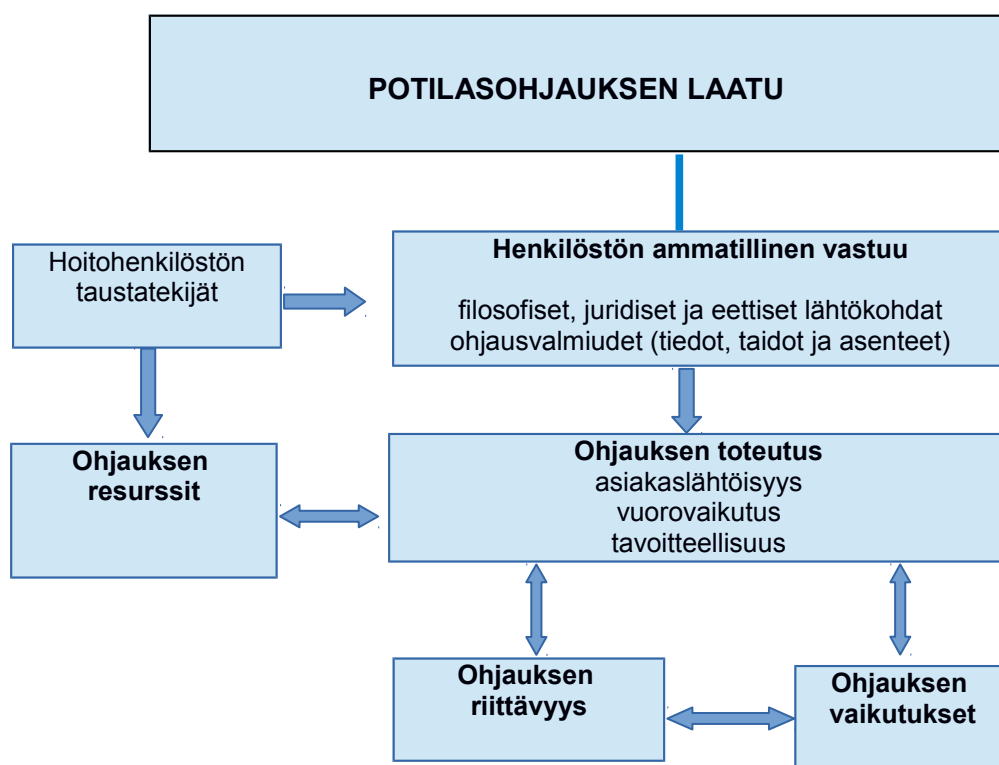 POTILASOHJAUKSEN LAATU
Hoitohenkilöstön
taustatekijät
Henkilöstön ammatillinen vastuu
filosofiset, juridiset ja eettiset lähtökohdat
ohjausvalmiudet (tiedot, taidot ja asenteet)
Ohjauksen
resurssit
Ohjauksen toteutus
asiakaslähtöisyys
vuorovaikutus
tavoitteellisuus
Ohjauksen
riittävyys
Ohjauksen
vaikutukset